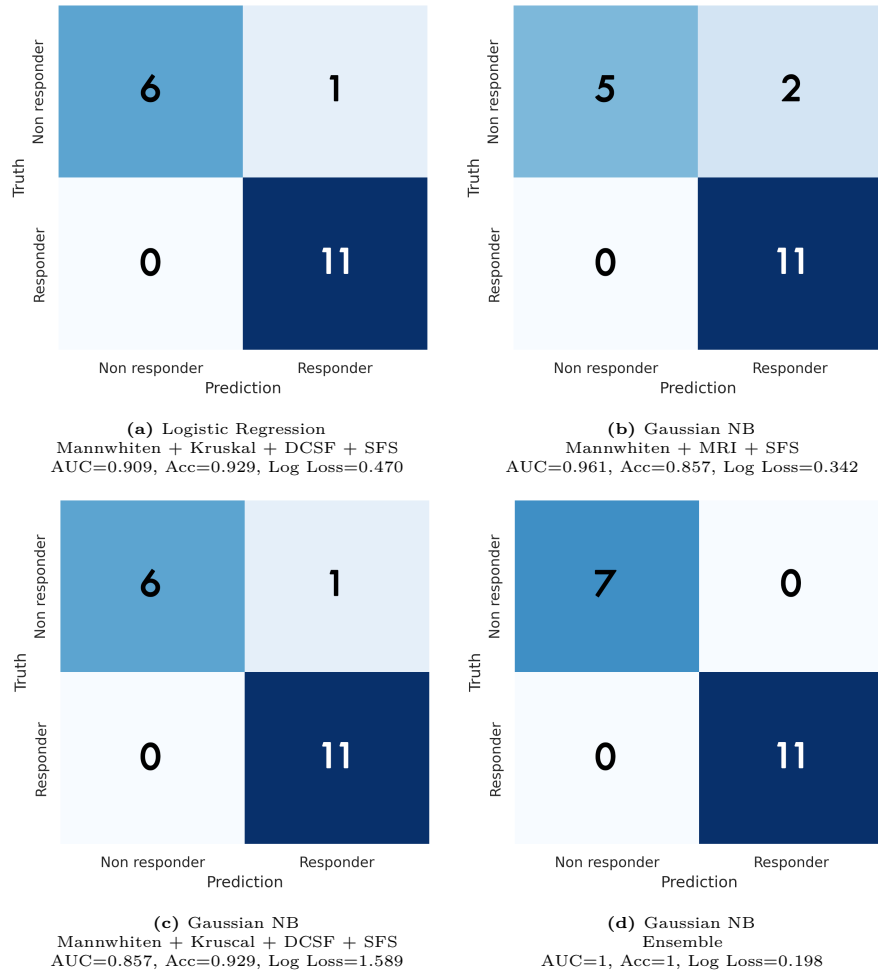 Non responder
6
1
Truth
Responder
0
11
Non responder
Responder
Prediction
(a) Logistic Regression
Mannwhiten + Kruskal + DCSF + SFS
AUC=0.909, Acc=0.929, Log Loss=0.470
Non responder
5
2
Truth
Responder
0
11
Non responder
Responder
Prediction
(b) Gaussian NB
Mannwhiten + MRI + SFS
AUC=0.961, Acc=0.857, Log Loss=0.342
Non responder
6
1
Truth
Responder
0
11
Non responder
Responder
Prediction
(c) Gaussian NB
Mannwhiten + Kruscal + DCSF + SFS
AUC=0.857, Acc=0.929, Log Loss=1.589
Non responder
7
0
Truth
Responder
0
11
Non responder
Responder
Prediction
(d) Gaussian NB
Ensemble
AUC=1, Acc=1, Log Loss=0.198